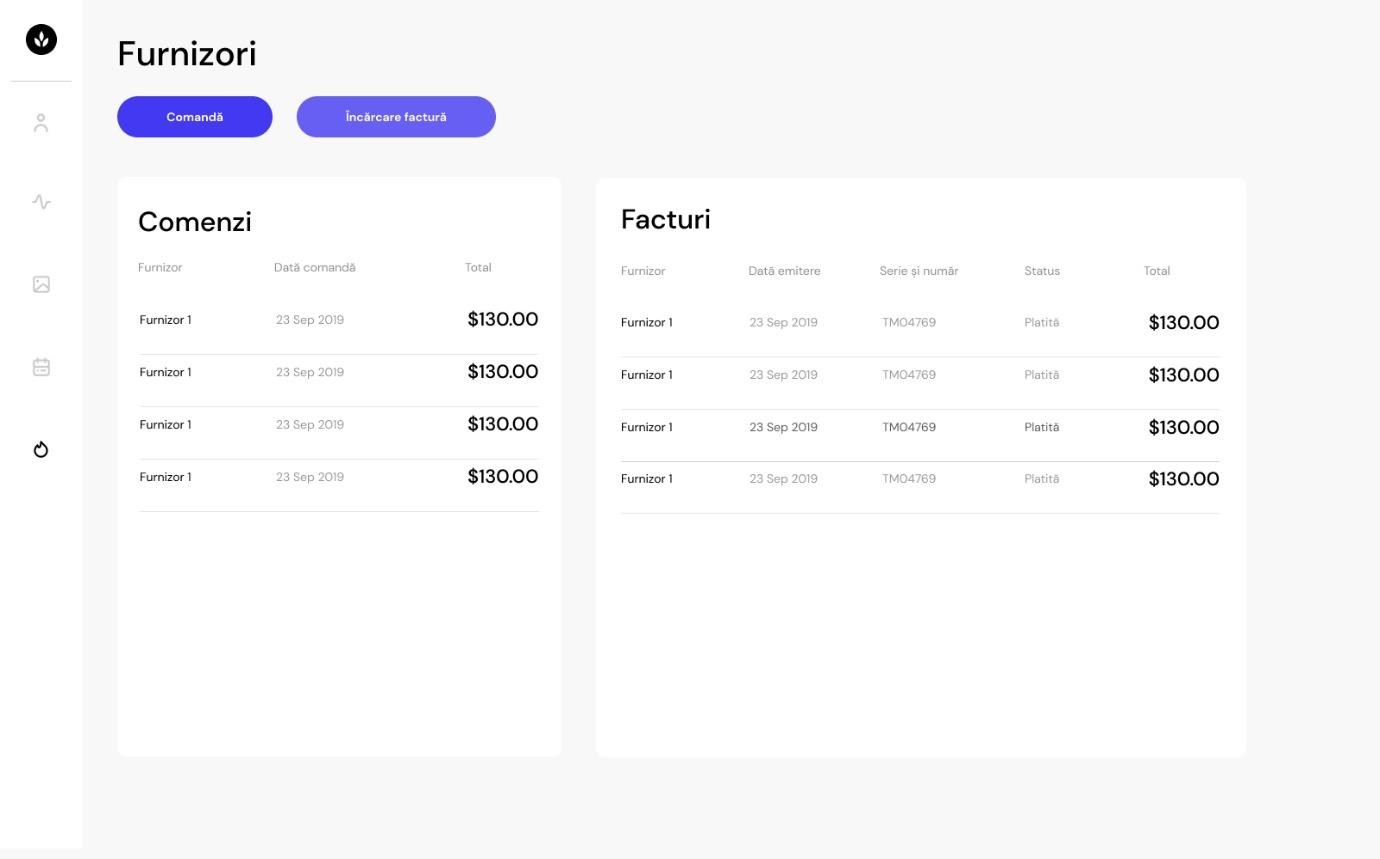 Furnizori
Comandă Încărcare factură
Comenzi
Furnizor Dată comandă Total
Furnizor 1 23 Sep 2019 $130.00
Furnizor 1 23 Sep 2019 $130.00
Furnizor 1 23 Sep 2019 $130.00
Furnizor 1 23 Sep 2019 $130.00
Facturi
Furnizor Dată emitere Serie și număr Status Total
Furnizor 1 23 Sep 2019 TM04769 Platită $130.00
Furnizor 1 23 Sep 2019 TM04769 Platită $130.00
Furnizor 1 23 Sep 2019 TM04769 Platită $130.00
Furnizor 1 23 Sep 2019 TM04769 Platită $130.00